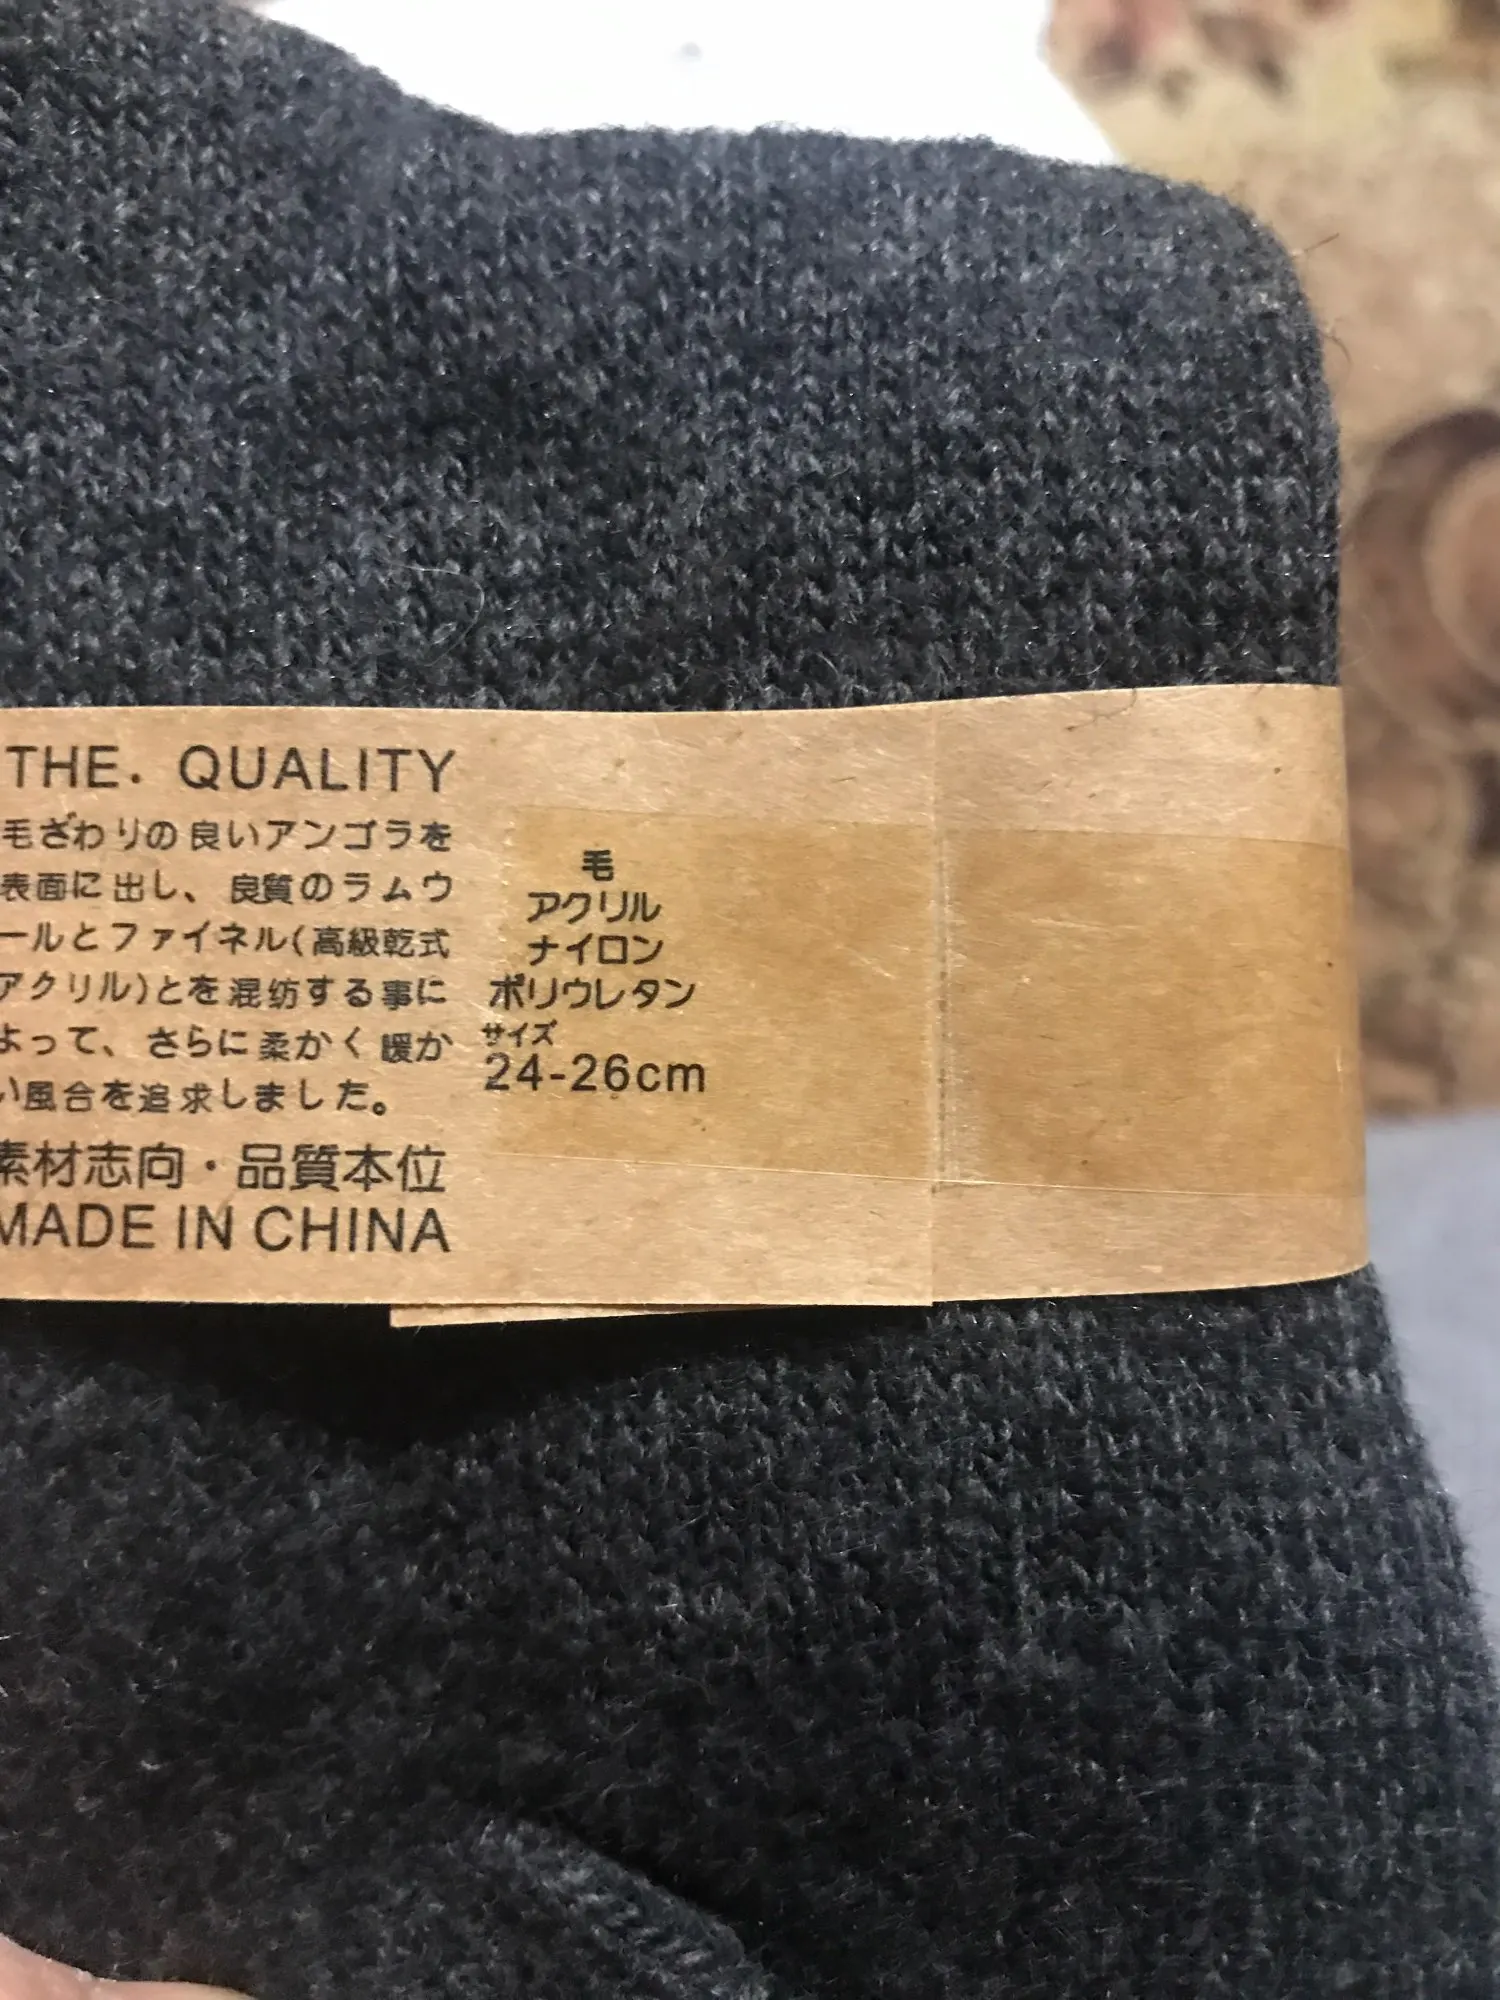 THE. QUALITY
毛ざわりの良いアンゴラを
表面に出し、良質のラムウ
ールとファイネル(高級乾式
アクリル)とを混纺する事に
よって、さらに柔かく暖か
い風合を追求しました。
素材志向・品質本位
MADE IN CHINA
毛
アクリル
ナイロン
ポリウレタン
サイズ
24-26cm